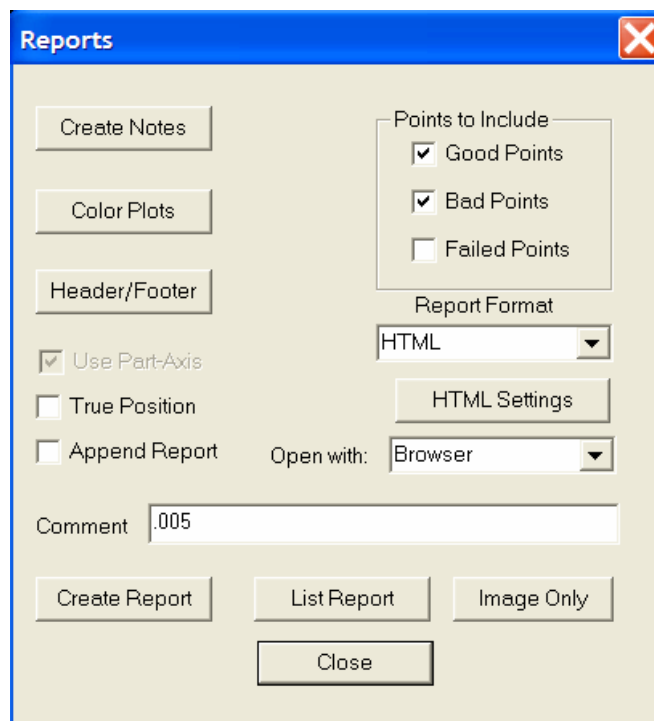 Reports
Create Notes
Points to Include
Good Points
Color Plots
Bad Points
Failed Points
Header/Footer
Report Format
HTML
Use Part-Axis
HTML Settings
True Position
Append Report
Open with: Browser
Comment .005
Create Report List Report Image Only
Close